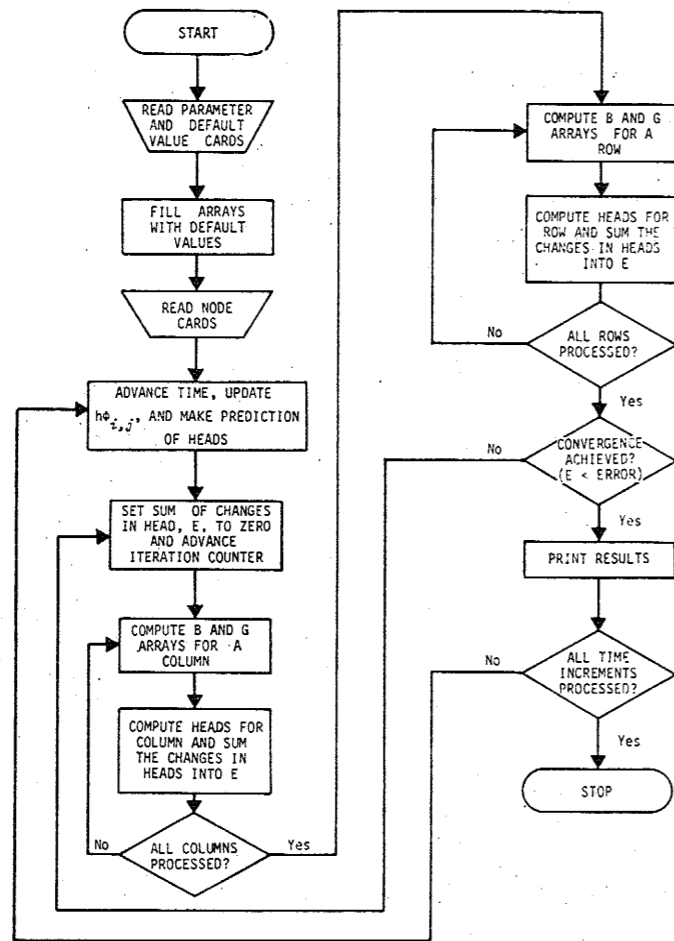 START
READ PARAMETER
AND DEFAULT
VALUE CARDS
FILL ARRAYS
WITH DEFAULT
VALUES
READ NODE
CARDS
ADVANCE TIME, UPDATE
hΦi,j, AND MAKE PREDICTION
OF HEADS
SET SUM OF CHANGES
IN HEAD, E, TO ZERO
AND ADVANCE
ITERATION COUNTER
COMPUTE B AND G
ARRAYS FOR A
COLUMN
COMPUTE HEADS FOR
COLUMN AND SUM
THE CHANGES IN
HEADS INTO E
No
ALL COLUMNS
PROCESSED?
Yes
COMPUTE B AND G
ARRAYS FOR A
ROW
COMPUTE HEADS FOR
ROW AND SUM THE
CHANGES IN HEADS
INTO E
No
ALL ROWS
PROCESSED?
Yes
No
CONVERGENCE
ACHIEVED?
(E < ERROR)
Yes
PRINT RESULTS
No
ALL TIME
INCREMENTS
PROCESSED?
Yes
STOP